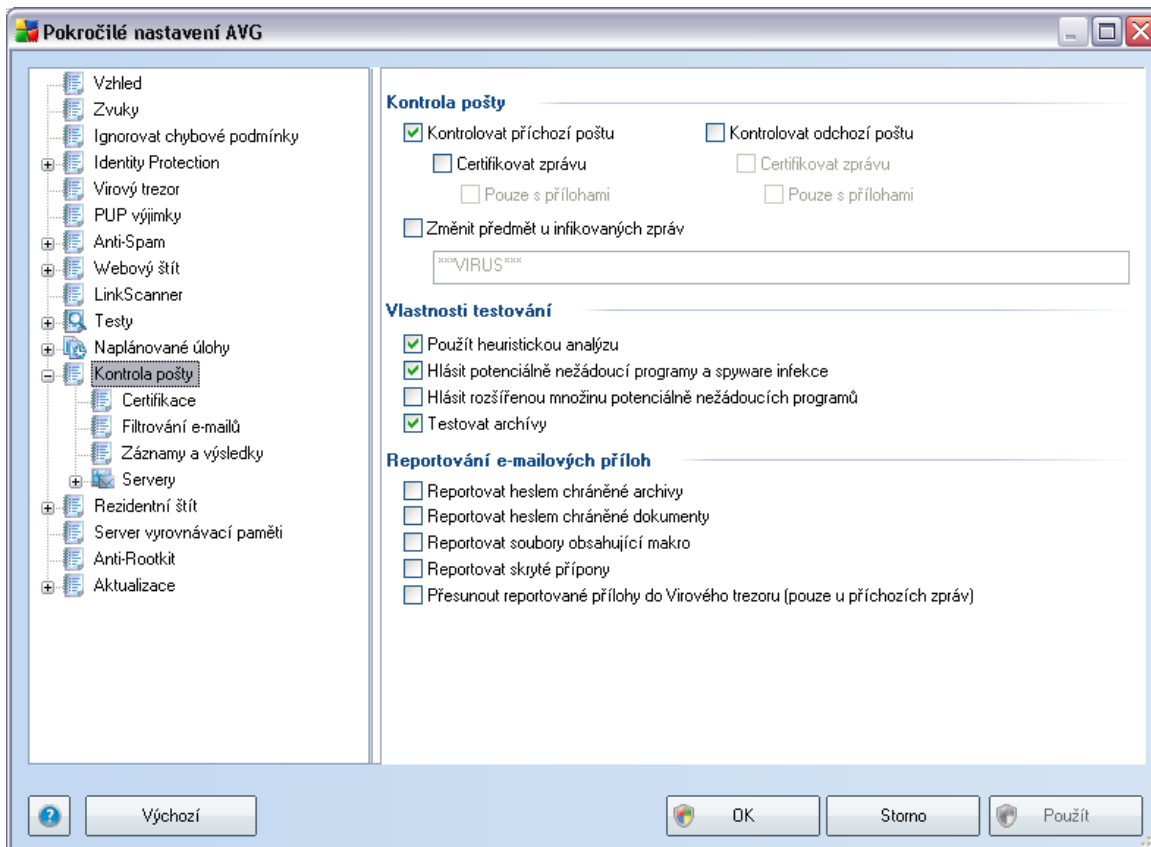 Pokročilé nastavení AVG
Vzhled
Zvuky
Ignorovat chybové podmínky
Identity Protection
Virový trezor
PUP výjimky
Anti-Spam
Webový štít
LinkScanner
Testy
Naplánované úlohy
Kontrola pošty
Certifikace
Filtrování e-mailů
Záznamy a výsledky
Servery
Rezidentní štít
Server vyrovnávací paměti
Anti-Rootkit
Aktualizace
Kontrola pošty
Kontrolovat příchozí poštu
Kontrolovat odchozí poštu
Certifikovat zprávu
Certifikovat zprávu
Pouze s přílohami
Pouze s přílohami
Změnit předmět u infikovaných zpráv
***VIRUS***
Vlastnosti testování
Použít heuristickou analýzu
Hlásit potenciálně nežádoucí programy a spyware infekce
Hlásit rozšířenou množinu potenciálně nežádoucích programů
Testovat archívy
Reportování e-mailových příloh
Reportovat heslem chráněné archivy
Reportovat heslem chráněné dokumenty
Reportovat soubory obsahující makro
Reportovat skryté přípony
Přesunout reportované přílohy do Virového trezoru (pouze u příchozích zpráv)
Výchozí
OK
Storno
Použít